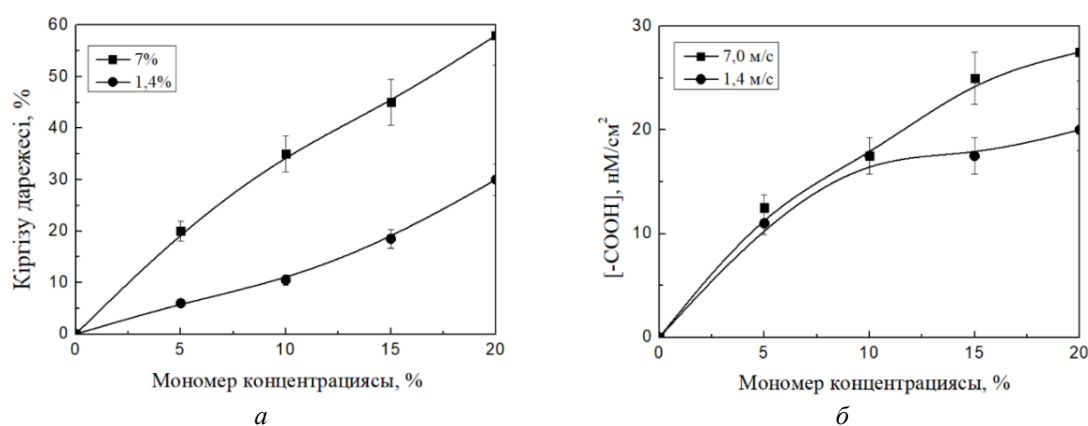 Кіргізу дәрежесі, %
60
50
40
30
20
10
0
7%
1,4%
0 5 10 15 20
Мономер концентрациясы, %
а
[-COOH], нМ/см²
30
20
10
0
7,0 м/с
1,4 м/с
0 5 10 15 20
Мономер концентрациясы, %
б